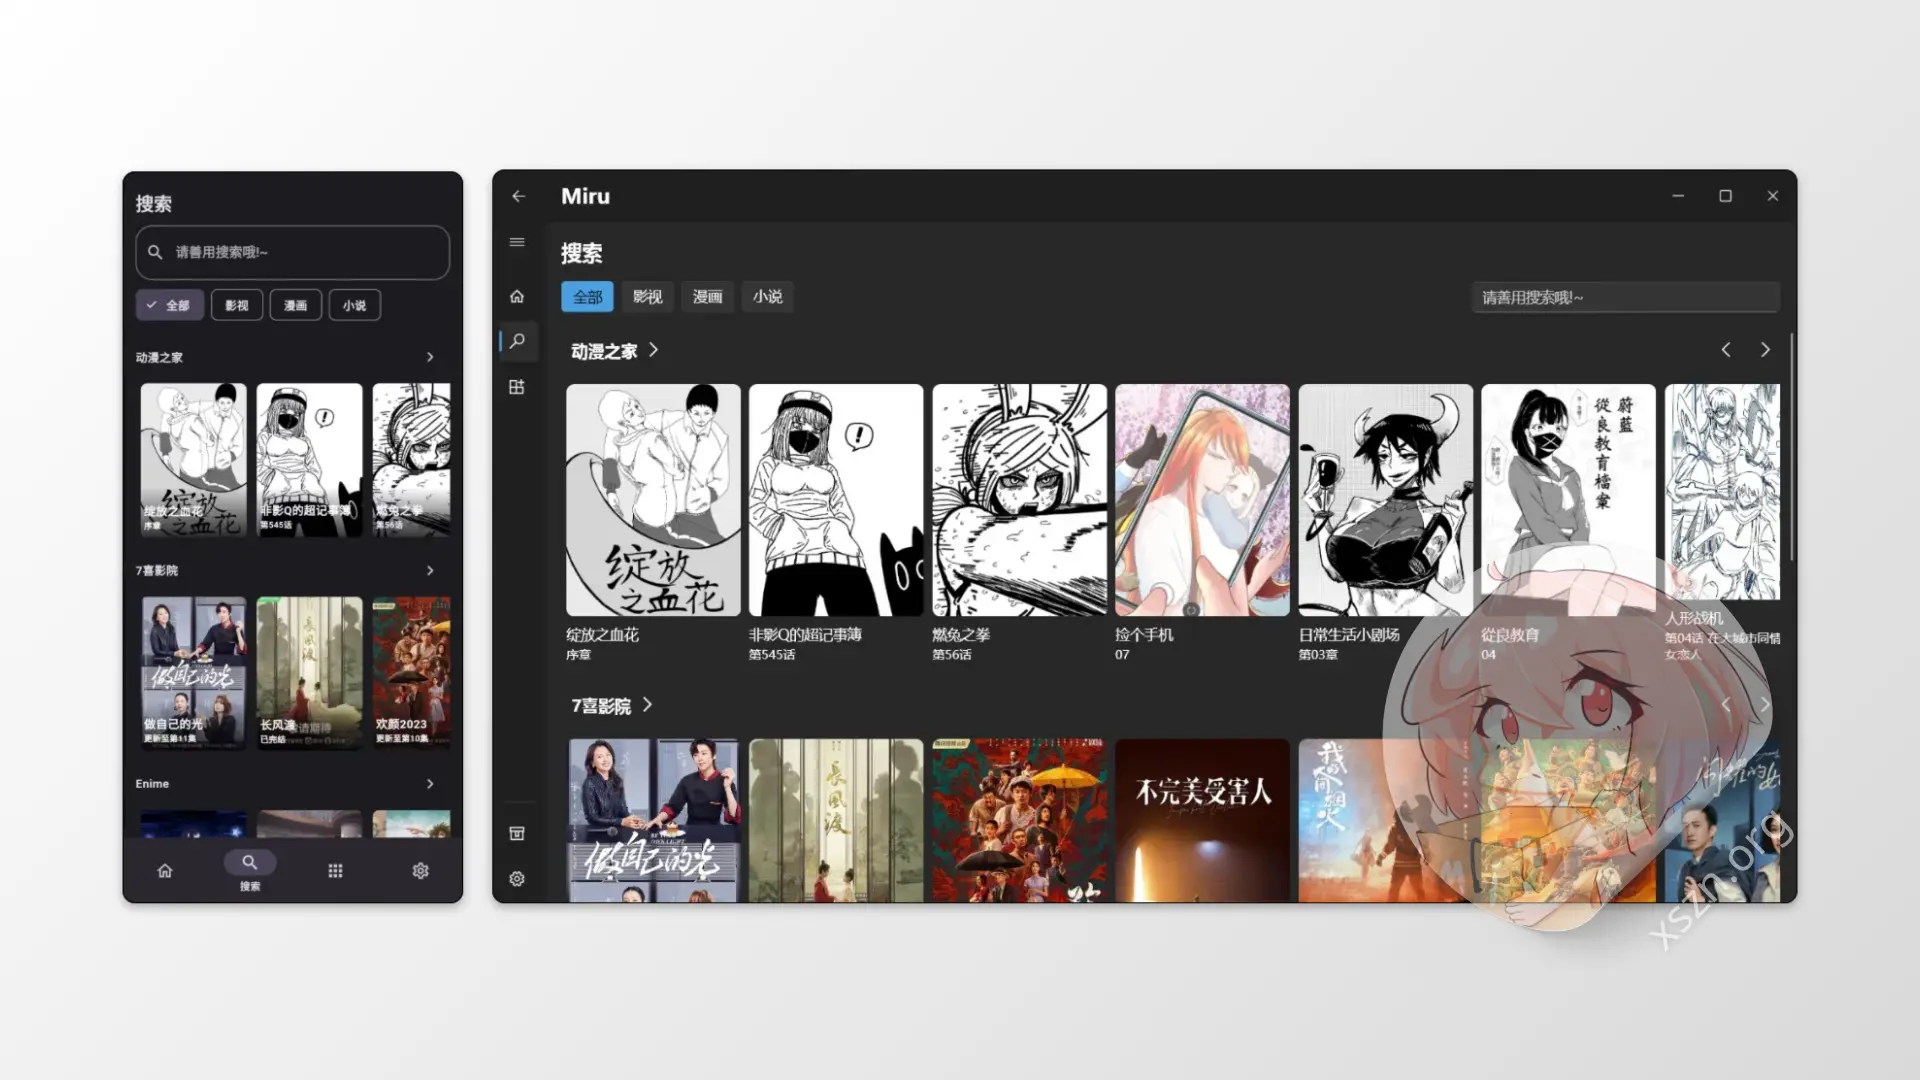 搜索
请善用搜索哦!~
全部
影视
漫画
小说
动漫之家
绽放之血花
序章
非影Q的超记事簿
第545话
燃兔之拳
第56话
7喜影院
做自己的光
更新至第11集
长风渡
已完结
欢颜2023
更新至第10集
Enime
搜索
Miru
搜索
全部
影视
漫画
小说
请善用搜索哦!~
动漫之家
绽放
之血花
!
蔚藍
從良教育檔案
绽放之血花
序章
非影Q的超记事簿
第545话
燃兔之拳
第56话
捡个手机
07
日常生活小剧场
第03章
從良教育
04
人形战机
第04话 在大城市同情
女恋人
7喜影院
做自己的光
長風渡
不完美受害人
我的人间烟火
xszn.org